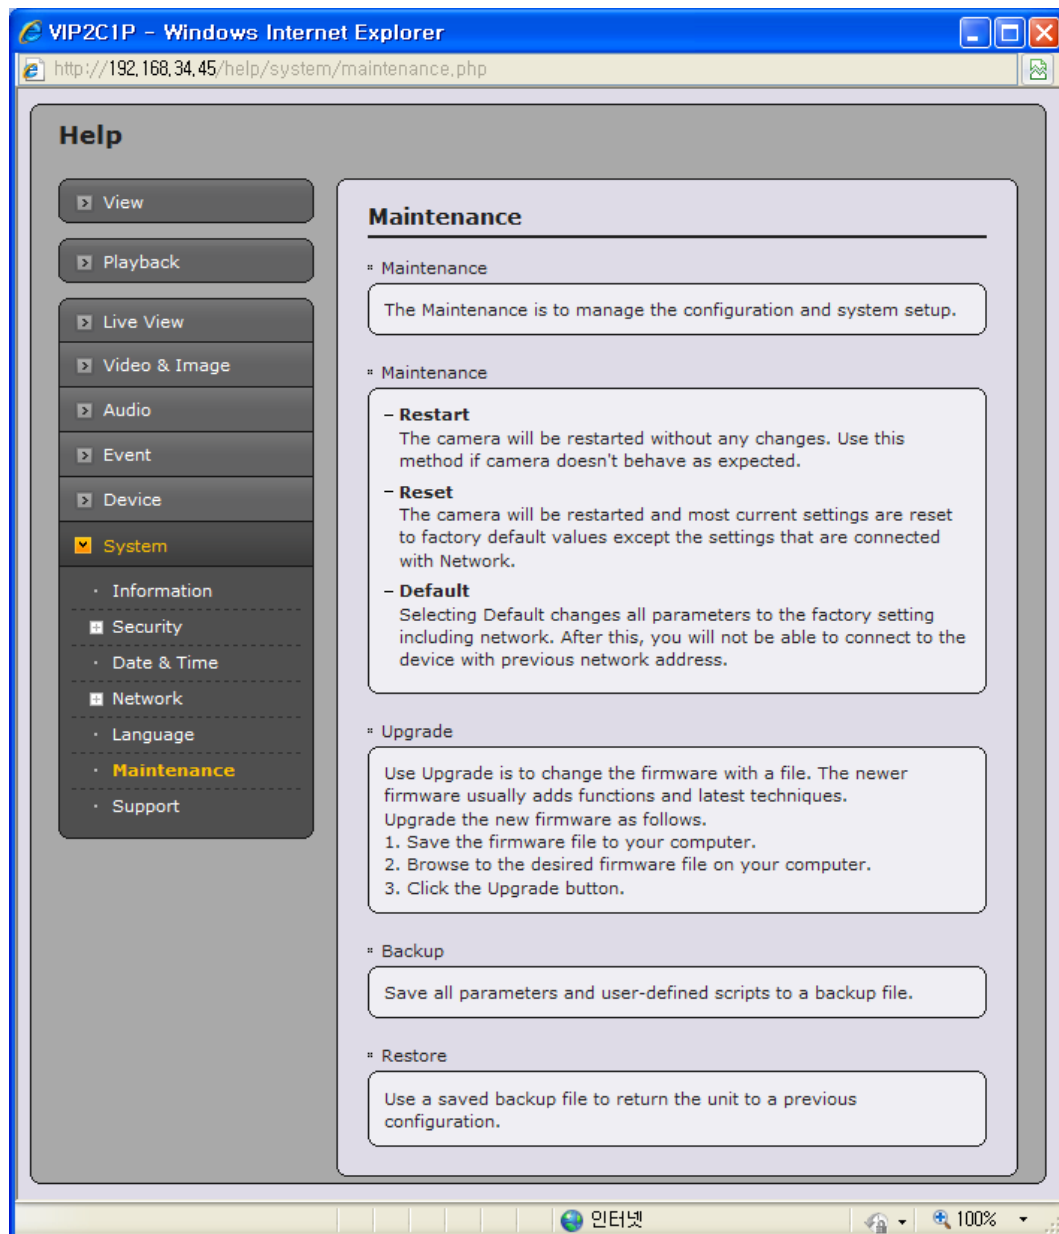 VIP2C1P - Windows Internet Explorer
http://192,168,34,45/help/system/maintenance,php
Help
View
Playback
Live View
Video & Image
Audio
Event
Device
System
Information
Security
Date & Time
Network
Language
Maintenance
Support
Maintenance
Maintenance
The Maintenance is to manage the configuration and system setup.
Maintenance
– Restart
The camera will be restarted without any changes. Use this
method if camera doesn't behave as expected.
– Reset
The camera will be restarted and most current settings are reset
to factory default values except the settings that are connected
with Network.
– Default
Selecting Default changes all parameters to the factory setting
including network. After this, you will not be able to connect to the
device with previous network address.
Upgrade
Use Upgrade is to change the firmware with a file. The newer
firmware usually adds functions and latest techniques.
Upgrade the new firmware as follows.
1. Save the firmware file to your computer.
2. Browse to the desired firmware file on your computer.
3. Click the Upgrade button.
Backup
Save all parameters and user-defined scripts to a backup file.
Restore
Use a saved backup file to return the unit to a previous
configuration.
인터넷
100%